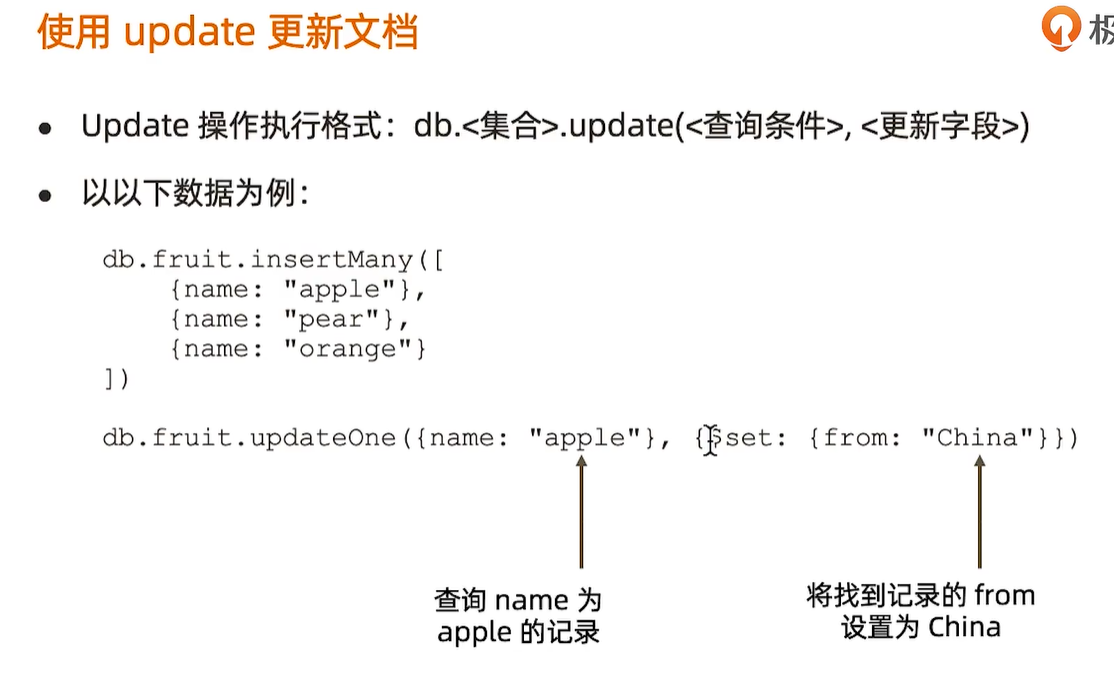 使用 update 更新文档
极
• Update 操作执行格式：db.<集合>.update(<查询条件>, <更新字段>)
• 以以下数据为例：
db.fruit.insertMany([
{name: "apple"},
{name: "pear"},
{name: "orange"}
])
db.fruit.updateOne({name: "apple"}, {$set: {from: "China"}})
查询 name 为
apple 的记录
将找到记录的 from
设置为 China